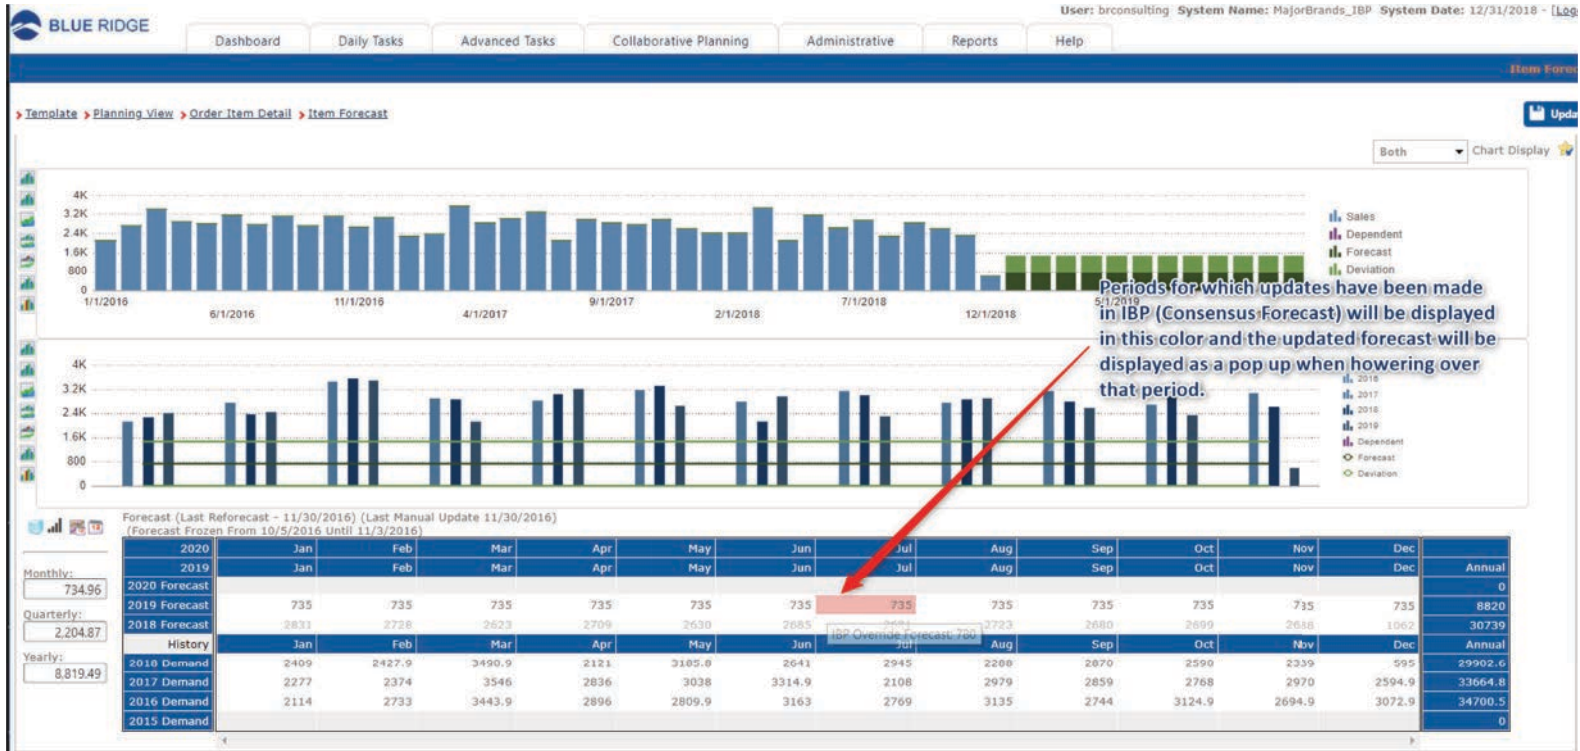 User: brconsulting System Name: MajorBrands_IBP System Date: 12/31/2018 - [Log
BLUE RIDGE
Dashboard Daily Tasks Advanced Tasks Collaborative Planning Administrative Reports Help
Item Forec
Template Planning View Order Item Detail Item Forecast
Upda
Both Chart Display
4K
3.2K
2.4K
1.6K
800
0
1/1/2016 11/1/2016 9/1/2017 7/1/2018 5/1/2019
6/1/2016 4/1/2017 2/1/2018 12/1/2018
Sales
Dependent
Forecast
Deviation
Periods for which updates have been made
in IBP (Consensus Forecast) will be displayed
in this color and the updated forecast will be
displayed as a pop up when howering over
that period.
4K
3.2K
2.4K
1.6K
800
0
2016
2017
2018
2019
Dependent
Forecast
Deviation
Forecast (Last Reforecast - 11/30/2016) (Last Manual Update 11/30/2016)
(Forecast Frozen From 10/5/2016 Until 11/3/2016)
Monthly:
734.96
Quarterly:
2,204.87
Yearly:
8,819.49
2020 Jan Feb Mar Apr May Jun Jul Aug Sep Oct Nov Dec
2019 Jan Feb Mar Apr May Jun Jul Aug Sep Oct Nov Dec Annual
2020 Forecast 0
2019 Forecast 735 735 735 735 735 735 735 735 735 735 735 735 8820
2018 Forecast 2831 2728 2623 2709 2630 2685 2723 2680 2699 1062 30739
IBP Override Forecast: 780
History Jan Feb Mar Apr May Jun Jul Aug Sep Oct Nov Dec Annual
2018 Demand 2409 2427.9 3490.9 2121 3185.8 2641 2945 2288 2870 2590 2339 595 29902.6
2017 Demand 2277 2374 3546 2836 3038 3314.9 2108 2979 2859 2768 2970 2594.9 33664.8
2016 Demand 2114 2733 3443.9 2896 2809.9 3163 2769 3135 2744 3124.9 2694.9 3072.9 34700.5
2015 Demand 0